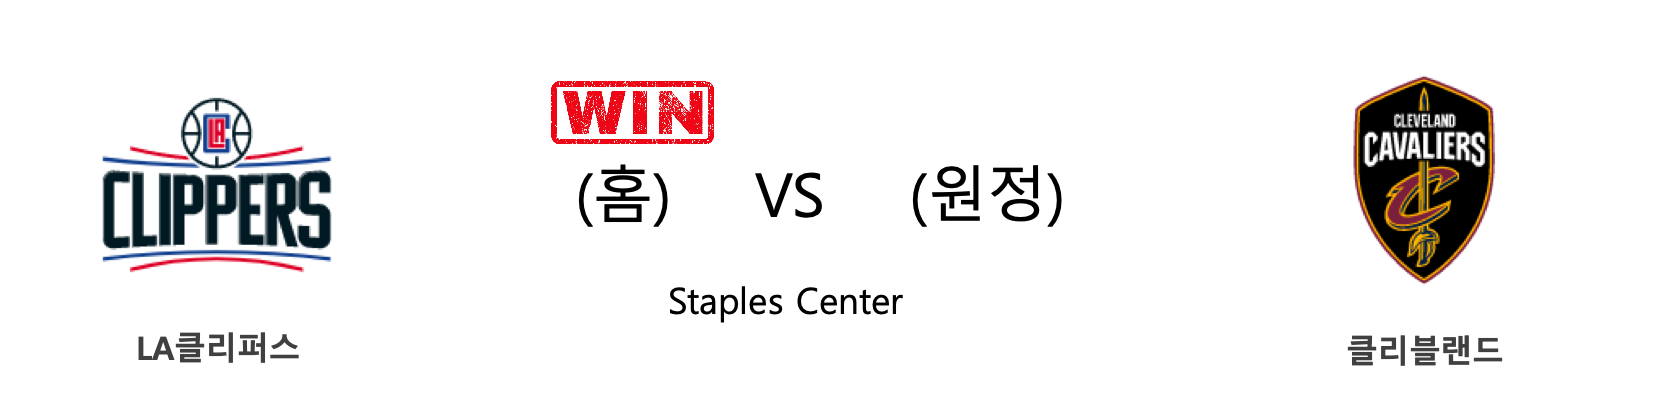 WIN
(홈) VS (원정)
LA
CLIPPERS
CLEVELAND
CAVALIERS
C
Staples Center
LA클리퍼스
클리블랜드